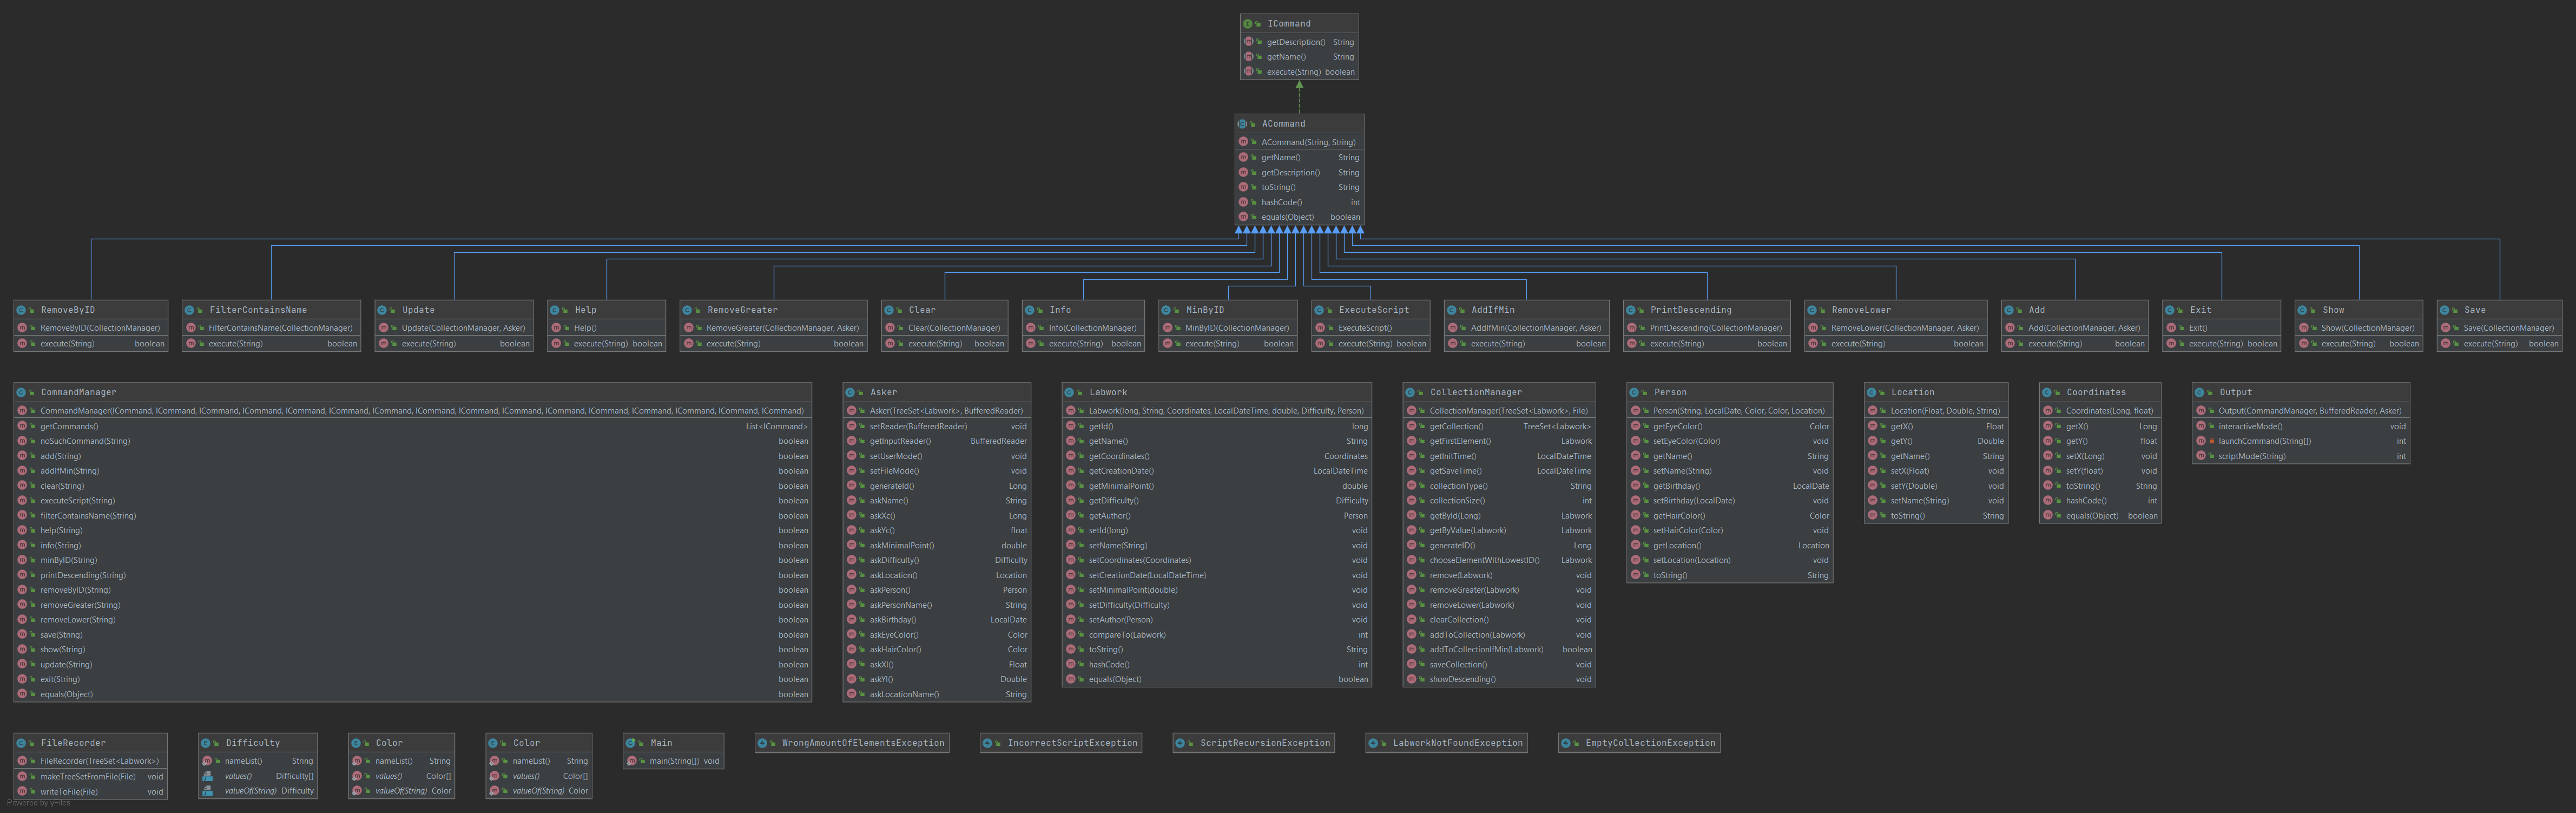 ICommand
getDescription() String
getName() String
execute(String) boolean
ACommand
ACommand(String, String)
getName() String
getDescription() String
toString() String
hashCode() int
equals(Object) boolean
RemoveByID
RemoveByID(CollectionManager)
execute(String) boolean
FilterContainsName
FilterContainsName(CollectionManager)
execute(String) boolean
Update
Update(CollectionManager, Asker)
execute(String) boolean
Help
Help()
execute(String) boolean
RemoveGreater
RemoveGreater(CollectionManager, Asker)
execute(String) boolean
Clear
Clear(CollectionManager)
execute(String) boolean
Info
Info(CollectionManager)
execute(String) boolean
MinByID
MinByID(CollectionManager)
execute(String) boolean
ExecuteScript
ExecuteScript()
execute(String) boolean
AddIfMin
AddIfMin(CollectionManager, Asker)
execute(String) boolean
PrintDescending
PrintDescending(CollectionManager)
execute(String) boolean
RemoveLower
RemoveLower(CollectionManager, Asker)
execute(String) boolean
Add
Add(CollectionManager, Asker)
execute(String) boolean
Exit
Exit()
execute(String) boolean
Show
Show(CollectionManager)
execute(String) boolean
Save
Save(CollectionManager)
execute(String) boolean
CommandManager
CommandManager(ICommand, ICommand, ICommand, ICommand, ICommand, ICommand, ICommand, ICommand, ICommand, ICommand, ICommand, ICommand, ICommand, ICommand, ICommand, ICommand)
getCommands() List<ICommand>
noSuchCommand(String) boolean
add(String) boolean
addIfMin(String) boolean
clear(String) boolean
executeScript(String) boolean
filterContainsName(String) boolean
help(String) boolean
info(String) boolean
minByID(String) boolean
printDescending(String) boolean
removeByID(String) boolean
removeGreater(String) boolean
removeLower(String) boolean
save(String) boolean
show(String) boolean
update(String) boolean
exit(String) boolean
equals(Object) boolean
Asker
Asker(TreeSet<Labwork>, BufferedReader)
setReader(BufferedReader) void
getInputReader() BufferedReader
setUserMode() void
setFileMode() void
generateId() Long
askName() String
askXc() Long
askYc() float
askMinimalPoint() double
askDifficulty() Difficulty
askLocation() Location
askPerson() Person
askPersonName() String
askBirthday() LocalDate
askEyeColor() Color
askHairColor() Color
askXl() Float
askYl() Double
askLocationName() String
Labwork
Labwork(long, String, Coordinates, LocalDateTime, double, Difficulty, Person)
getId() long
getName() String
getCoordinates() Coordinates
getCreationDate() LocalDateTime
getMinimalPoint() double
getDifficulty() Difficulty
getAuthor() Person
setId(long) void
setName(String) void
setCoordinates(Coordinates) void
setCreationDate(LocalDateTime) void
setMinimalPoint(double) void
setDifficulty(Difficulty) void
setAuthor(Person) void
compareTo(Labwork) int
toString() String
hashCode() int
equals(Object) boolean
CollectionManager
CollectionManager(TreeSet<Labwork>, File)
getCollection() TreeSet<Labwork>
getFirstElement() Labwork
getInitTime() LocalDateTime
getSaveTime() LocalDateTime
collectionType() String
collectionSize() int
getById(Long) Labwork
getByValue(Labwork) Labwork
generateID() Long
chooseElementWithLowestID() Labwork
remove(Labwork) void
removeGreater(Labwork) void
removeLower(Labwork) void
clearCollection() void
addToCollection(Labwork) void
addToCollectionIfMin(Labwork) boolean
saveCollection() void
showDescending() void
Person
Person(String, LocalDate, Color, Color, Location)
getEyeColor() Color
setEyeColor(Color) void
getName() String
setName(String) void
getBirthday() LocalDate
setBirthday(LocalDate) void
getHairColor() Color
setHairColor(Color) void
getLocation() Location
setLocation(Location) void
toString() String
Location
Location(Float, Double, String)
getX() Float
getY() Double
getName() String
setX(Float) void
setY(Double) void
setName(String) void
toString() String
Coordinates
Coordinates(Long, float)
getX() Long
getY() float
setX(Long) void
setY(float) void
toString() String
hashCode() int
equals(Object) boolean
Output
Output(CommandManager, BufferedReader, Asker)
interactiveMode() void
launchCommand(String[]) int
scriptMode(String) int
FileRecorder
FileRecorder(TreeSet<Labwork>)
makeTreeSetFromFile(File) void
writeToFile(File) void
Difficulty
nameList() String
values() Difficulty[]
valueOf(String) Difficulty
Color
nameList() String
values() Color[]
valueOf(String) Color
Color
nameList() String
values() Color[]
valueOf(String) Color
Main
main(String[]) void
WrongAmountOfElementsException
IncorrectScriptException
ScriptRecursionException
LabworkNotFoundException
EmptyCollectionException
Powered by yFiles